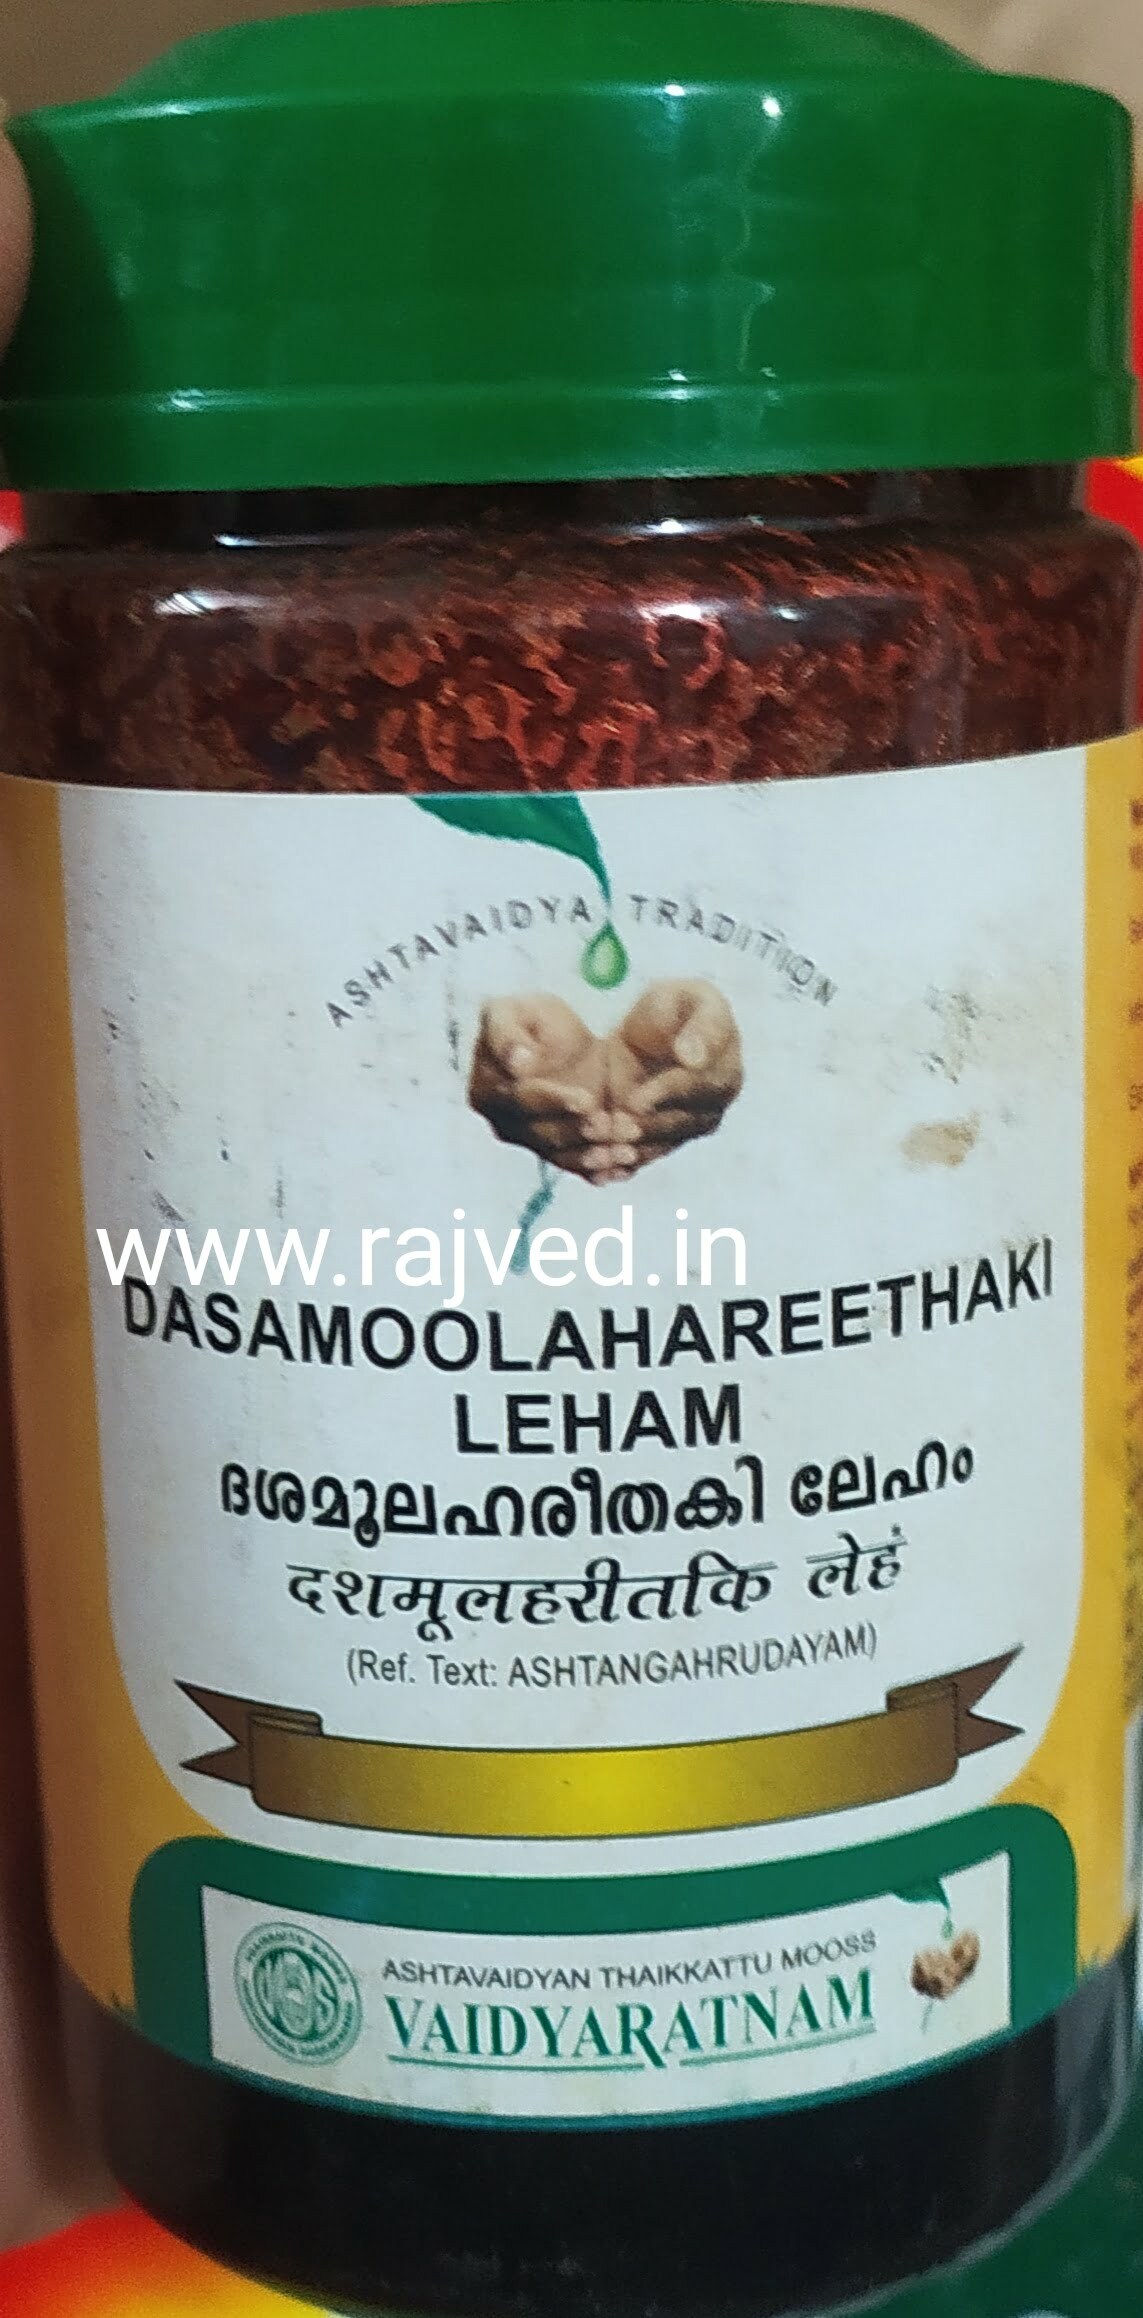 ASHTAVAIDYA TRADITION
www.rajved.in
DASAMOOLAHAREETHAKI
LEHAM
ദശമൂലഹരീതകി ലേഹം
दशमूलहरीतकि लेहं
(Ref. Text: ASHTANGAHRUDAYAM)
ASHTAVAIDYAN THAIKKATTU MOOSS
VAIDYARATNAM